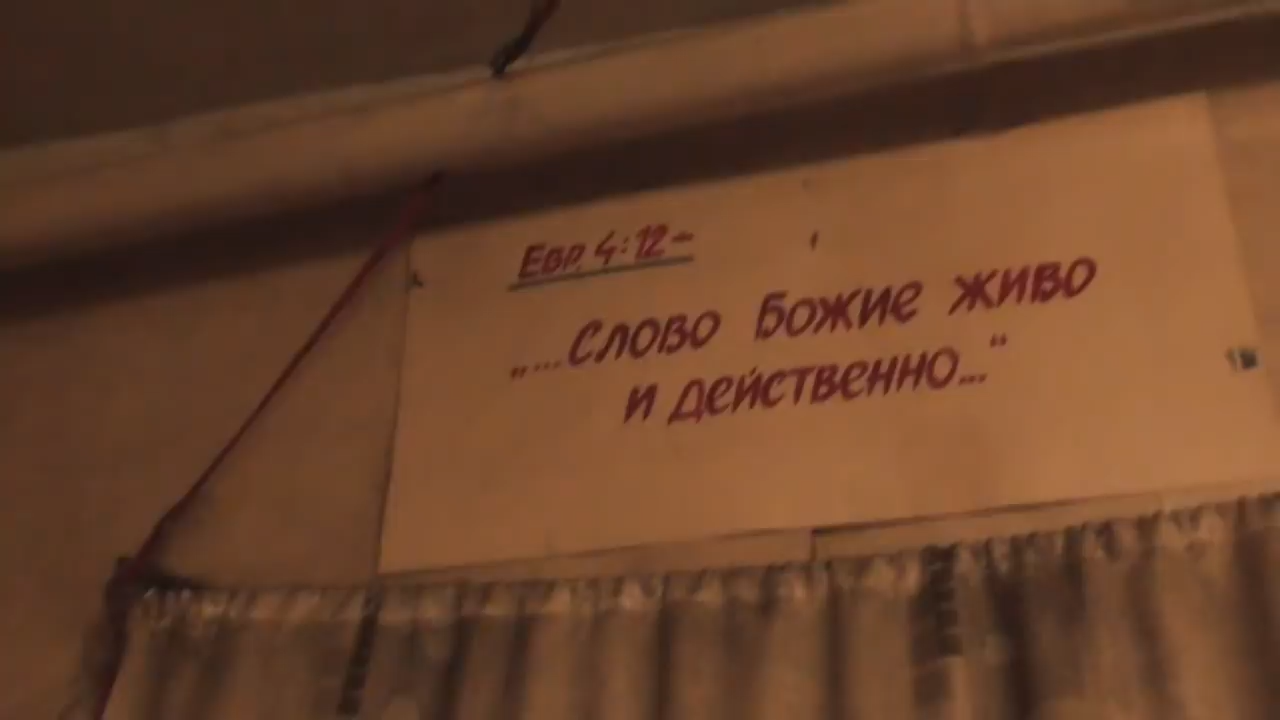 Евр. 4:12-
„...Слово Божие живо
и действенно..."